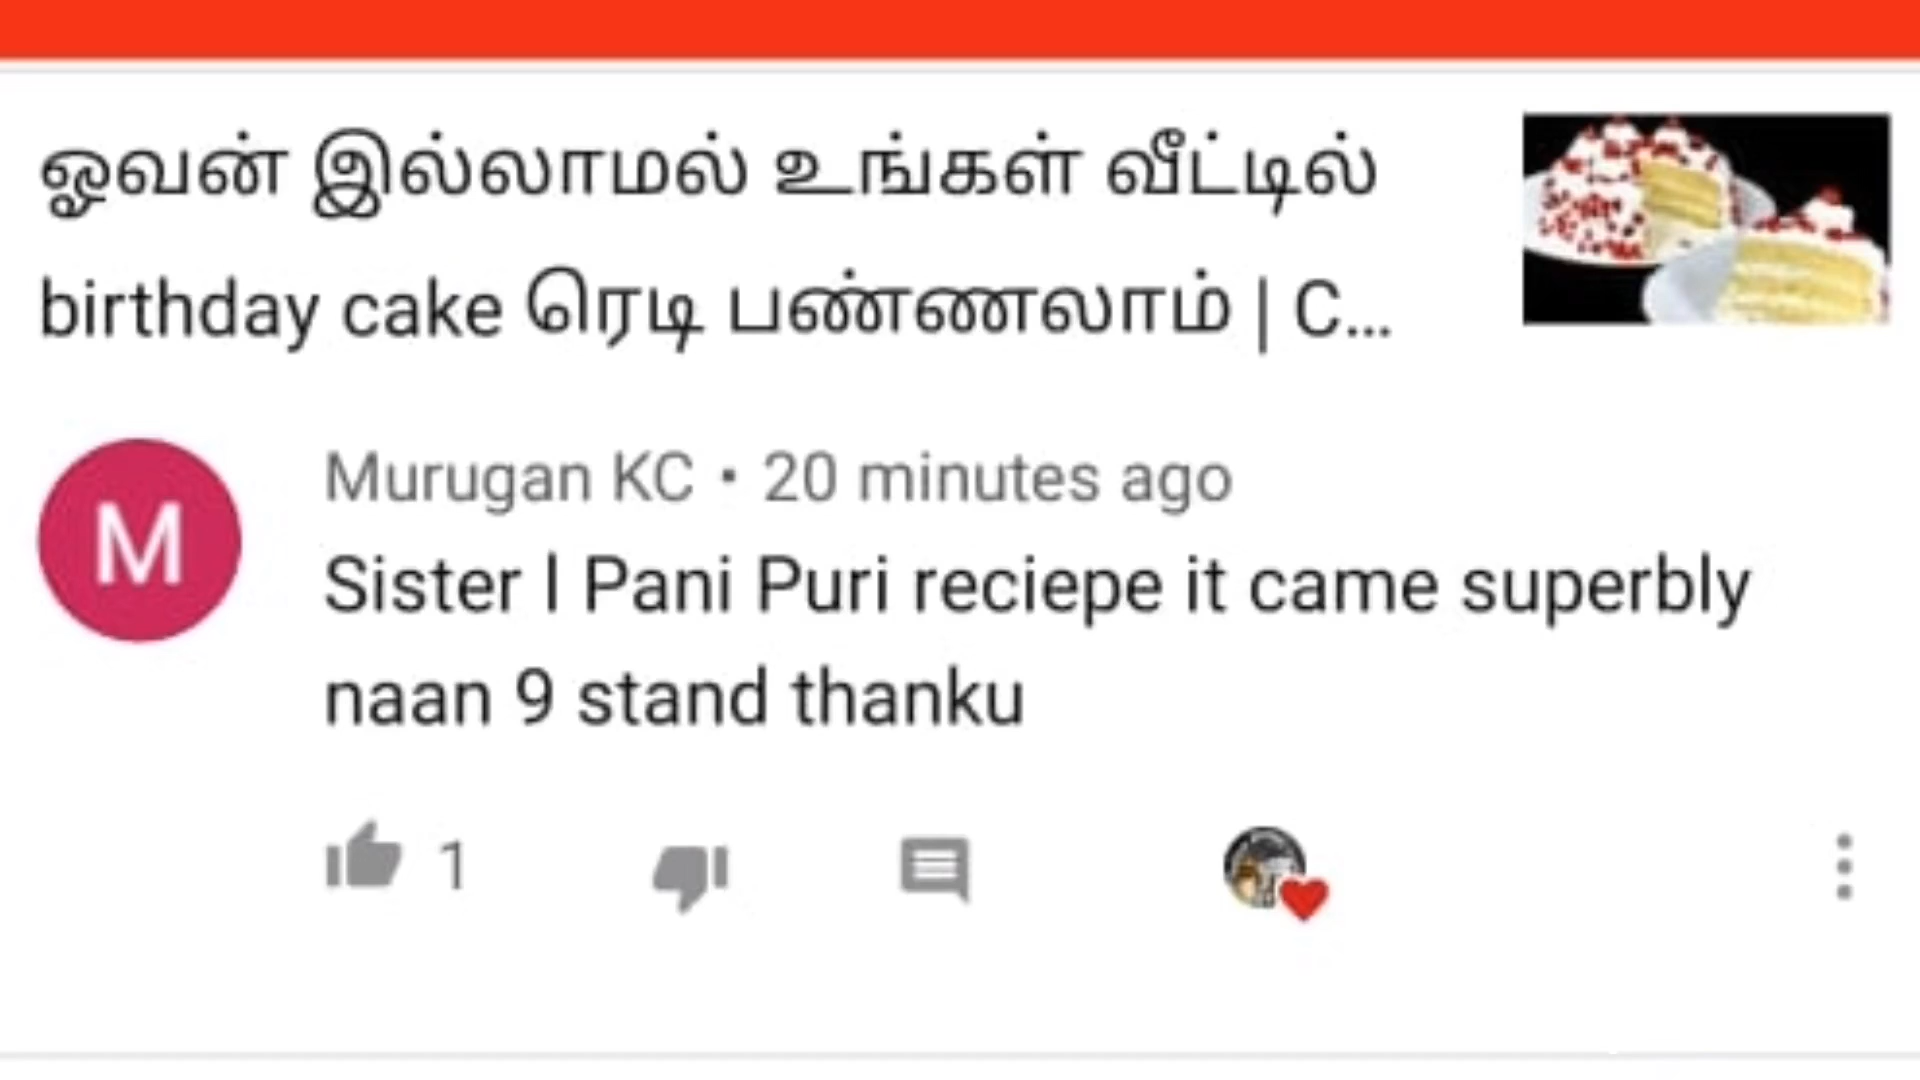 ஓவன் இல்லாமல் உங்கள் வீட்டில்
birthday cake ரெடி பண்ணலாம் | C...
M
Murugan KC • 20 minutes ago
Sister I Pani Puri reciepe it came superbly
naan 9 stand thanku
1